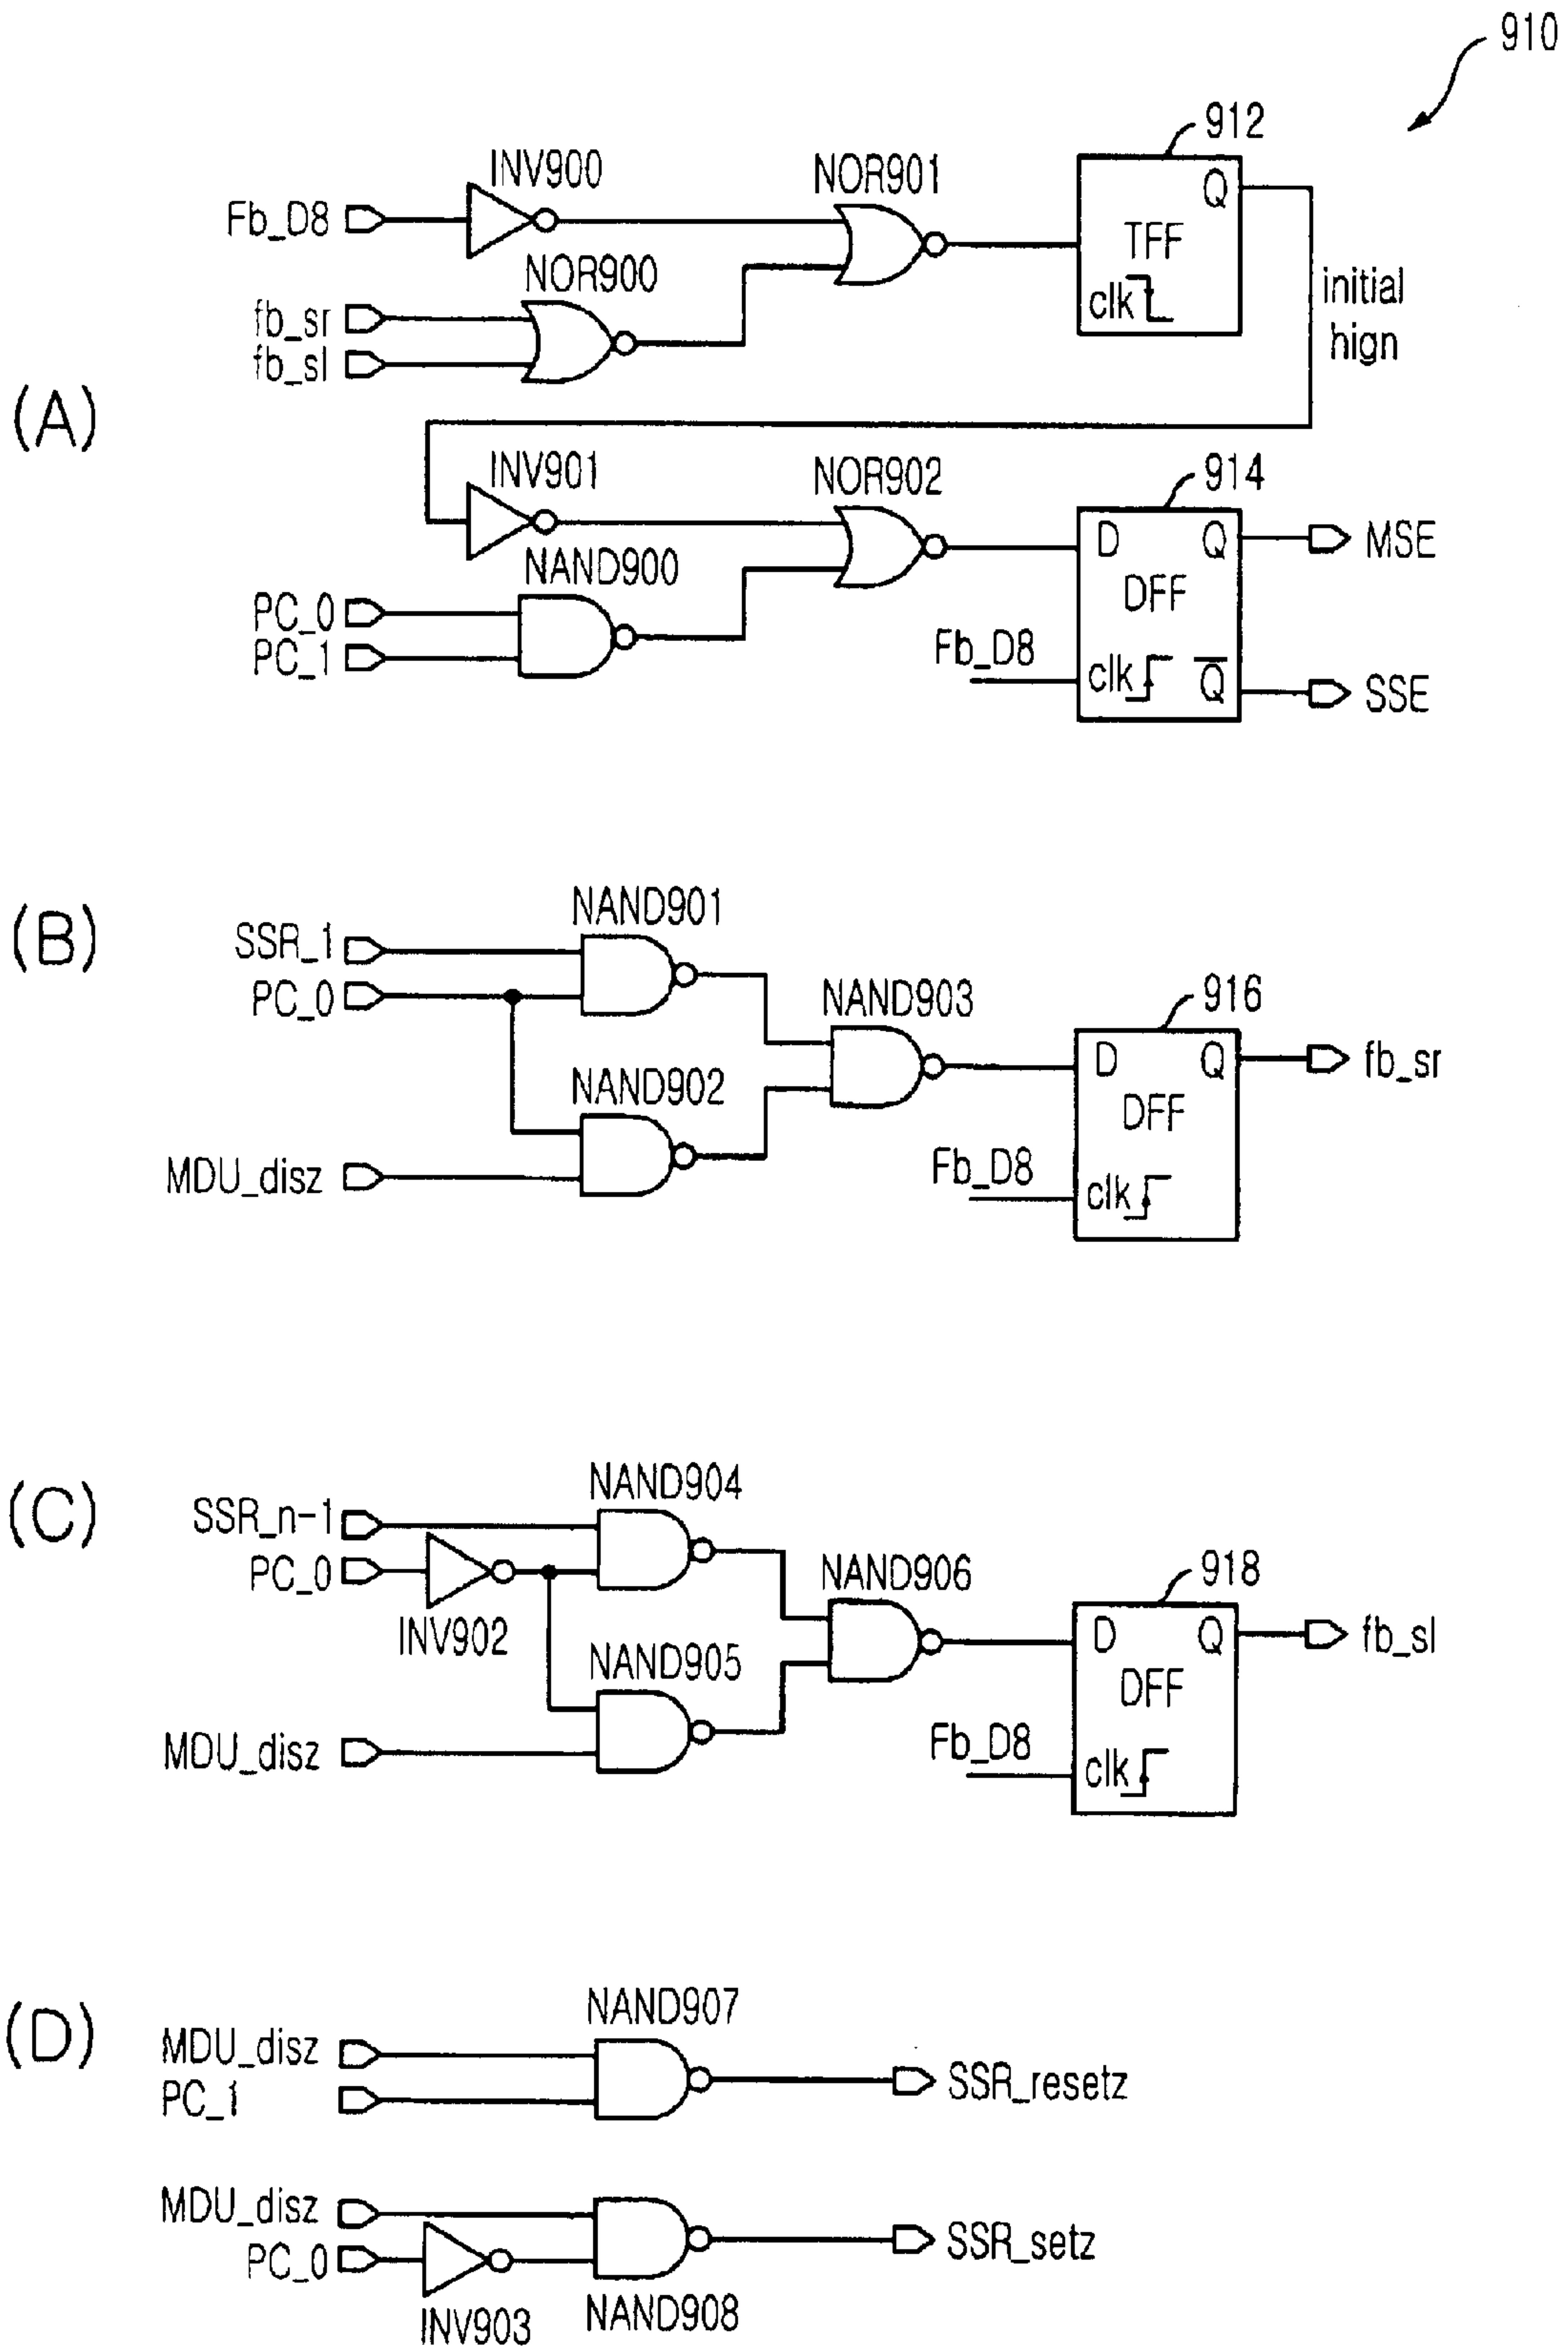 910
912
INV900
NOR901
Fb_D8
Q
TFF
clk
NOR900
fb_sr
fb_sl
initial
hign
(A)
INV901
NOR902
914
D Q
MSE
NAND900
DFF
PC_0
PC_1
Fb_D8
clk Q
SSE
(B)
NAND901
SSR_1
PC_0
NAND903
916
D Q
fb_sr
NAND902
DFF
MDU_disz
Fb_D8
clk
(C)
NAND904
SSR_n-1
PC_0
INV902
NAND906
918
D Q
fb_sl
NAND905
DFF
MDU_disz
Fb_D8
clk
(D)
NAND907
MDU_disz
PC_1
SSR_resetz
MDU_disz
PC_0
SSR_setz
INV903
NAND908